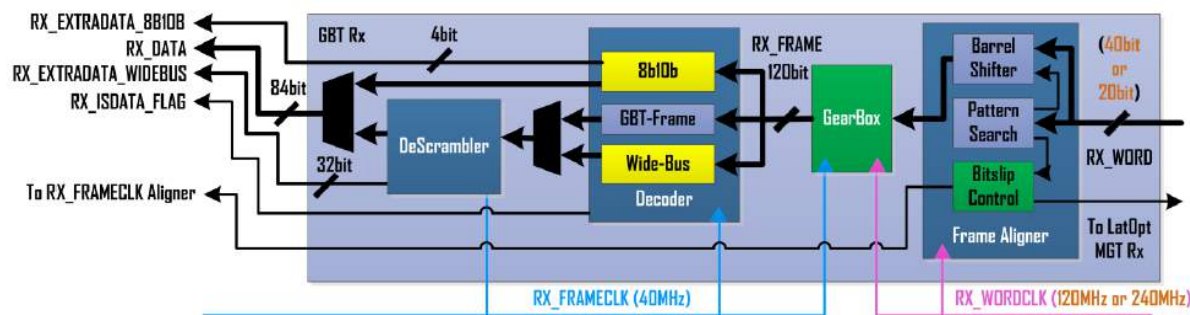 RX_EXTRADATA_8B10B
RX_DATA
RX_EXTRADATA_WIDEBUS
RX_ISDATA_FLAG
To RX_FRAMECLK Aligner
GBT Rx
4bit
84bit
32bit
DeScrambler
8b10b
GBT-Frame
Wide-Bus
Decoder
RX_FRAME
120bit
GearBox
Barrel
Shifter
Pattern
Search
Bitslip
Control
Frame Aligner
(40bit
or
20bit)
RX_WORD
To LatOpt
MGT Rx
RX_FRAMECLK (40MHz)
RX_WORDCLK (120MHz or 240MHz)